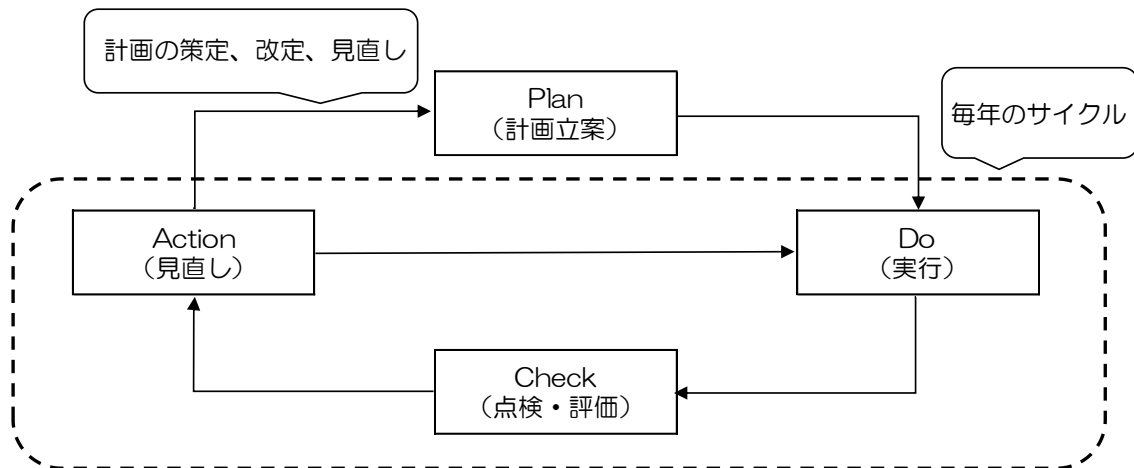 計画の策定、改定、見直し
Plan
（計画立案）
毎年のサイクル
Action
（見直し）
Do
（実行）
Check
（点検・評価）